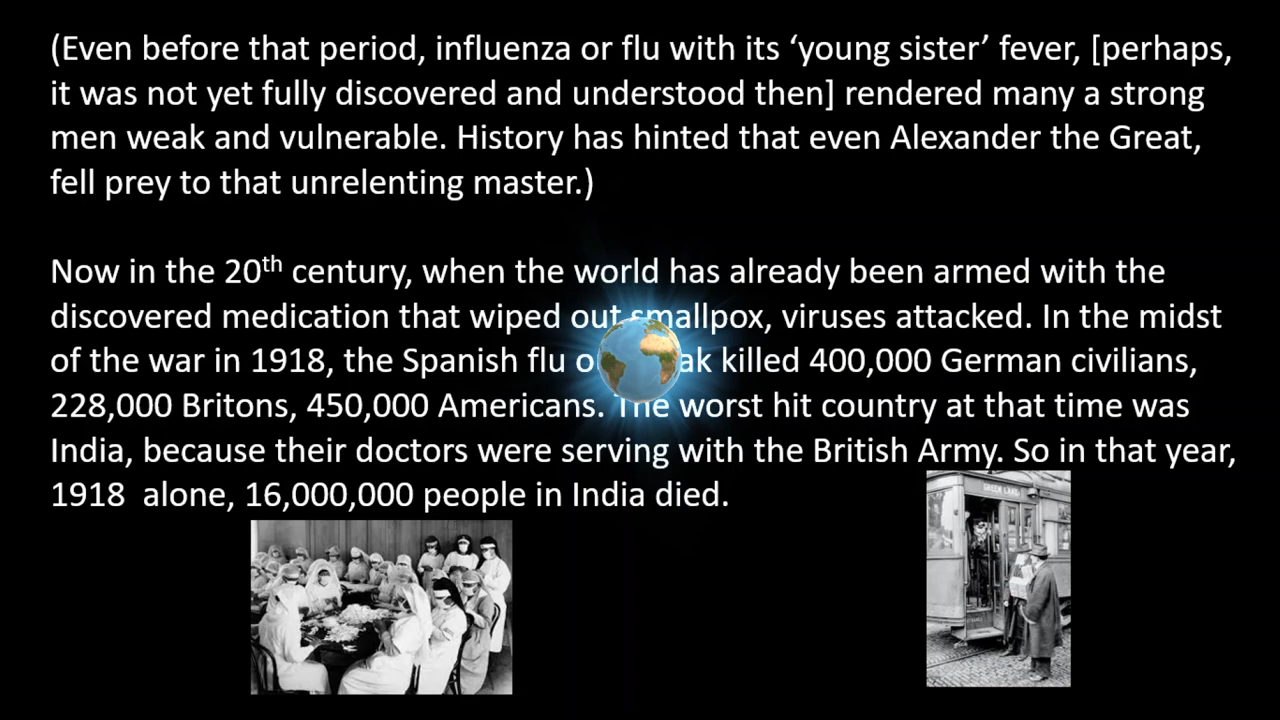 (Even before that period, influenza or flu with its ‘young sister’ fever, [perhaps,
it was not yet fully discovered and understood then] rendered many a strong
men weak and vulnerable. History has hinted that even Alexander the Great,
fell prey to that unrelenting master.)
Now in the 20th century, when the world has already been armed with the
discovered medication that wiped out smallpox, viruses attacked. In the midst
of the war in 1918, the Spanish flu killed 400,000 German civilians,
228,000 Britons, 450,000 Americans. The worst hit country at that time was
India, because their doctors were serving with the British Army. So in that year,
1918 alone, 16,000,000 people in India died.